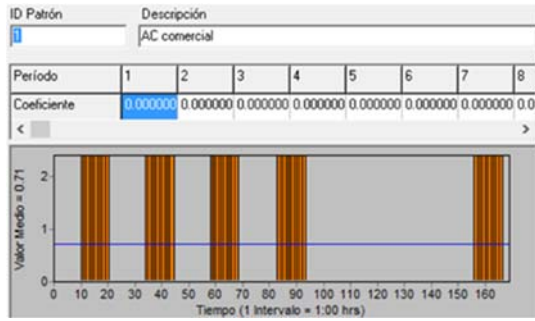 ID Patrón Descripción
1 AC comercial
Período 1 2 3 4 5 6 7 8
Coeficiente 0.000000 0.000000 0.000000 0.000000 0.000000 0.000000 0.000000 0.0
< >
Valor Medio = 0.71
2
1
0
0 10 20 30 40 50 60 70 80 90 100 110 120 130 140 150 160
Tiempo (1 Intervalo = 1:00 hrs)